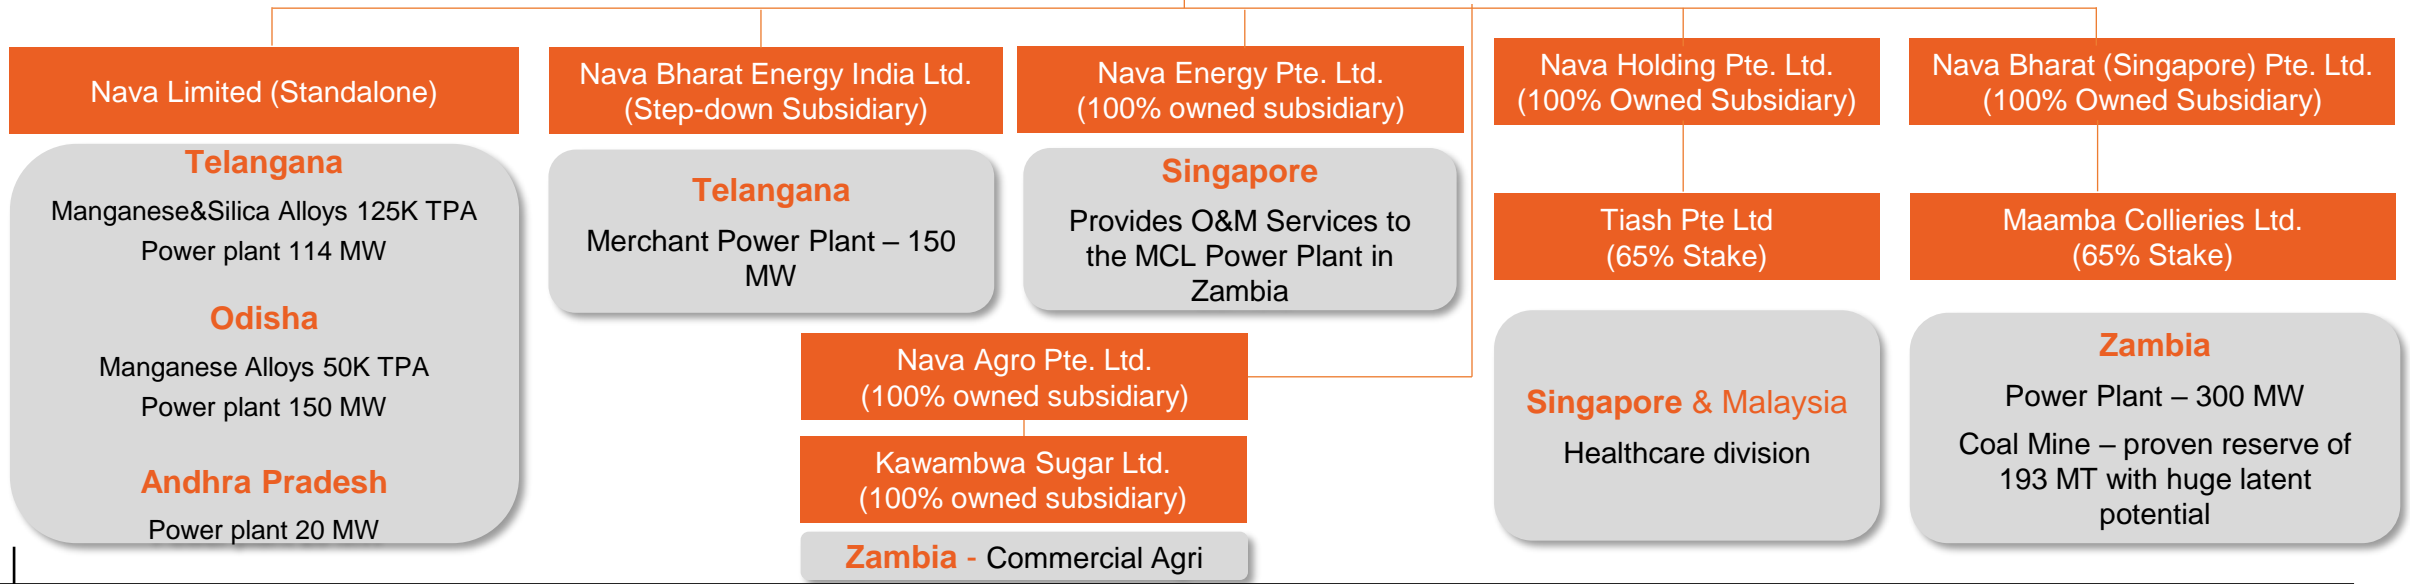 Nava Limited (Standalone)
Telangana
Manganese&Silica Alloys 125K TPA
Power plant 114 MW
Odisha
Manganese Alloys 50K TPA
Power plant 150 MW
Andhra Pradesh
Power plant 20 MW
Nava Bharat Energy India Ltd.
(Step-down Subsidiary)
Telangana
Merchant Power Plant – 150
MW
Nava Energy Pte. Ltd.
(100% owned subsidiary)
Singapore
Provides O&M Services to
the MCL Power Plant in
Zambia
Nava Agro Pte. Ltd.
(100% owned subsidiary)
Kawambwa Sugar Ltd.
(100% owned subsidiary)
Zambia - Commercial Agri
Nava Holding Pte. Ltd.
(100% Owned Subsidiary)
Tiash Pte Ltd
(65% Stake)
Singapore & Malaysia
Healthcare division
Nava Bharat (Singapore) Pte. Ltd.
(100% Owned Subsidiary)
Maamba Collieries Ltd.
(65% Stake)
Zambia
Power Plant – 300 MW
Coal Mine – proven reserve of
193 MT with huge latent
potential